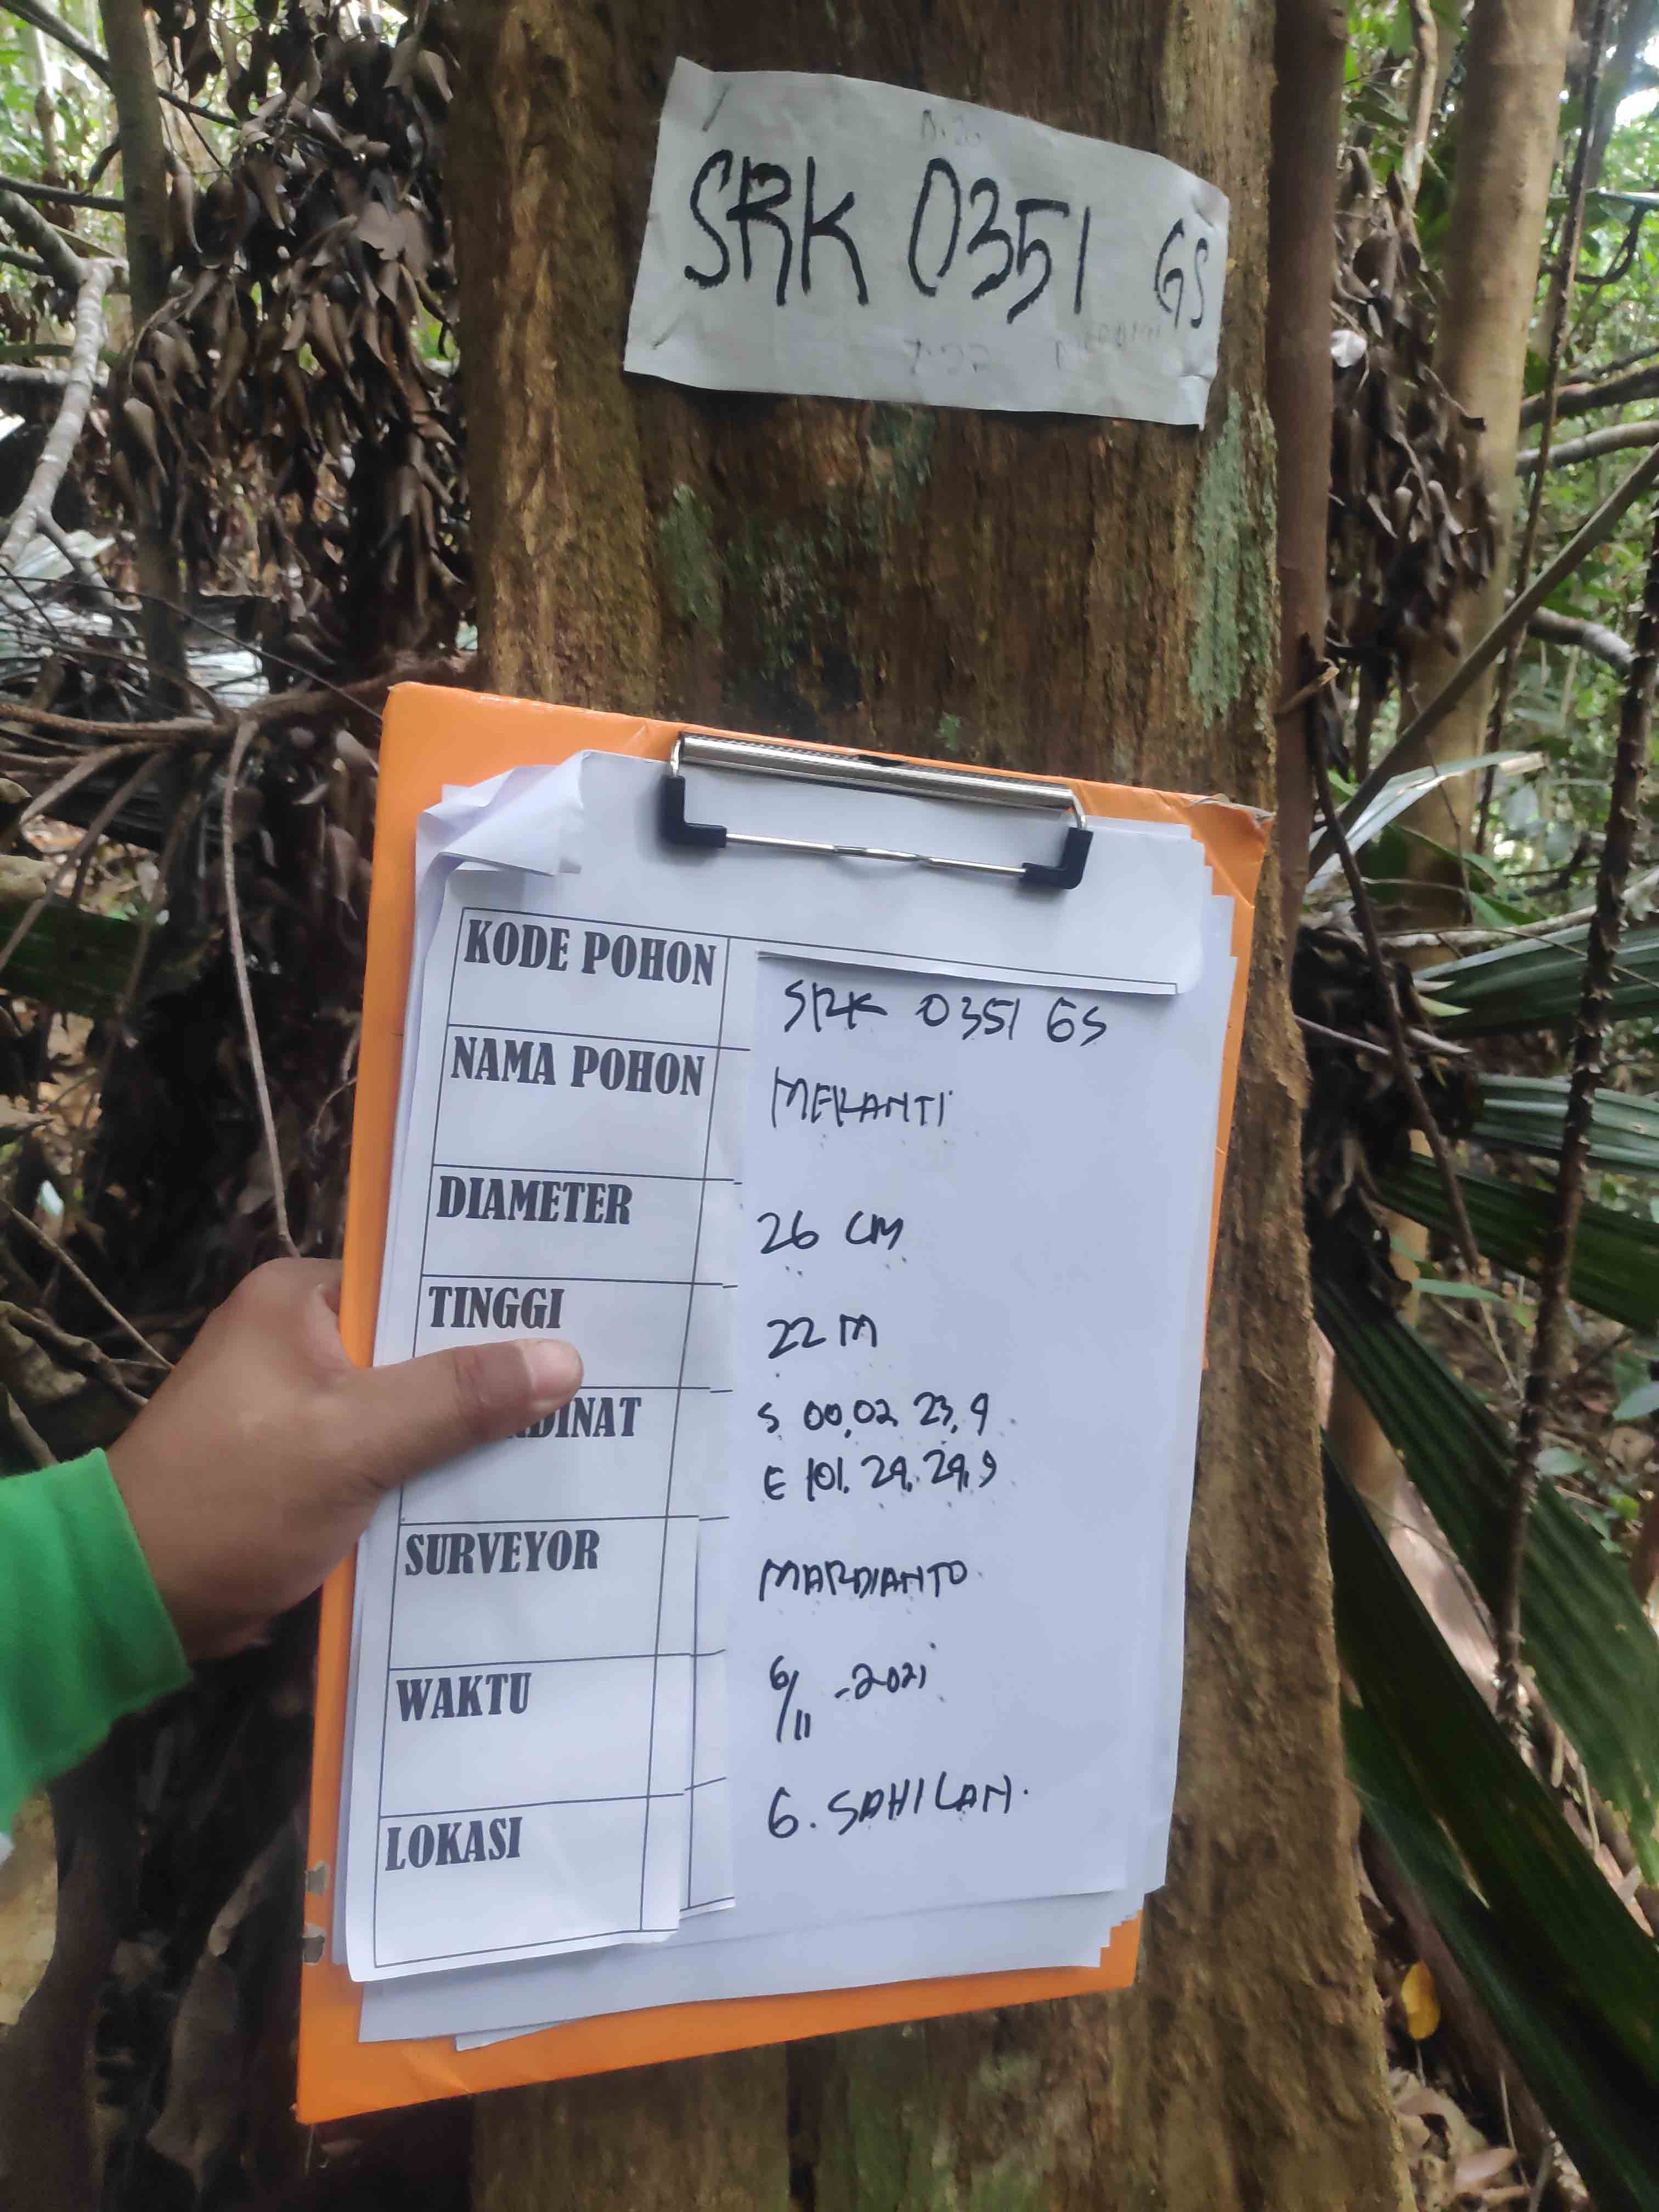 SRK 0351 GS
KODE POHON SRK 0351 GS
NAMA POHON MERANTI
DIAMETER 26 CM
TINGGI 22 M
DINAT S 00,02 23,9
E 101. 29. 29,9
SURVEYOR MARDIANTO
WAKTU 6/11 - 2021
LOKASI G. SAHILAN.